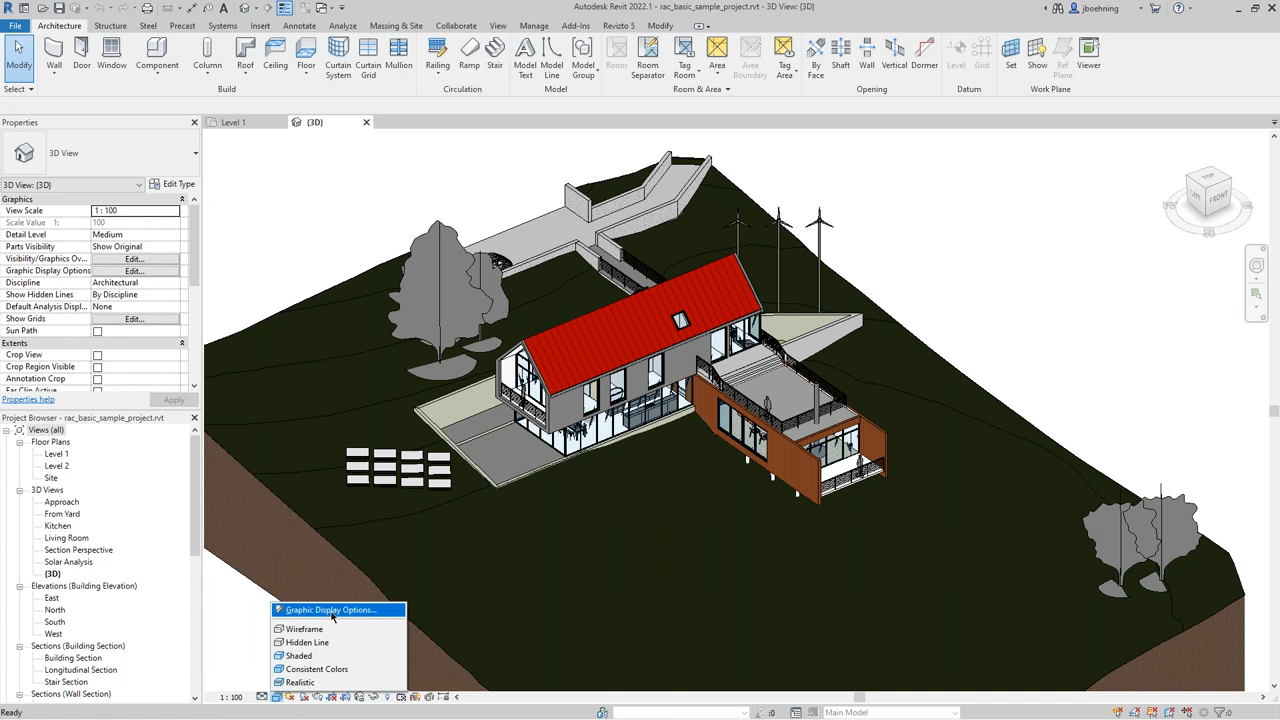 Autodesk Revit 2022.1 - rac_basic_sample_project.rvt - 3D View: {3D}
jboehning
File Architecture Structure Steel Precast Systems Insert Annotate Analyze Massing & Site Collaborate View Manage Add-Ins Revizto 5 Modify
Modify Wall Door Window Component Column Roof Ceiling Floor Curtain System Curtain Grid Mullion Railing Ramp Stair Model Text Model Line Model Group Room Room Separator Tag Room Area Area Boundary Tag Area By Face Shaft Wall Vertical Dormer Level Grid Set Show Ref Plane Viewer
Select Build Circulation Model Room & Area Opening Datum Work Plane
Properties
Level 1
{3D}
3D View
3D View: {3D} Edit Type
Graphics
View Scale 1 : 100
Scale Value 1: 100
Detail Level Medium
Parts Visibility Show Original
Visibility/Graphics Ov... Edit...
Graphic Display Options Edit...
Discipline Architectural
Show Hidden Lines By Discipline
Default Analysis Displ... None
Show Grids Edit...
Sun Path
Extents
Crop View
Crop Region Visible
Annotation Crop
Far Clip Active
Properties help Apply
Project Browser - rac_basic_sample_project.rvt
Views (all)
Floor Plans
Level 1
Level 2
Site
3D Views
Approach
From Yard
Kitchen
Living Room
Section Perspective
Solar Analysis
{3D}
Elevations (Building Elevation)
East
North
South
West
Sections (Building Section)
Building Section
Longitudinal Section
Stair Section
Sections (Wall Section)
TOP
FRONT
Graphic Display Options...
Wireframe
Hidden Line
Shaded
Consistent Colors
Realistic
1 : 100
Ready
:0
Main Model
:0